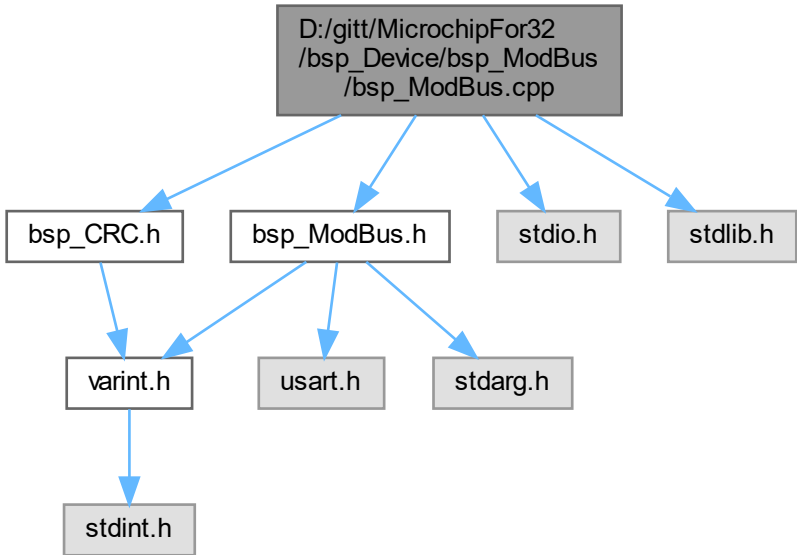 D:/gitt/MicrochipFor32
/bsp_Device/bsp_ModBus
/bsp_ModBus.cpp
bsp_CRC.h
bsp_ModBus.h
stdio.h
stdlib.h
varint.h
usart.h
stdarg.h
stdint.h